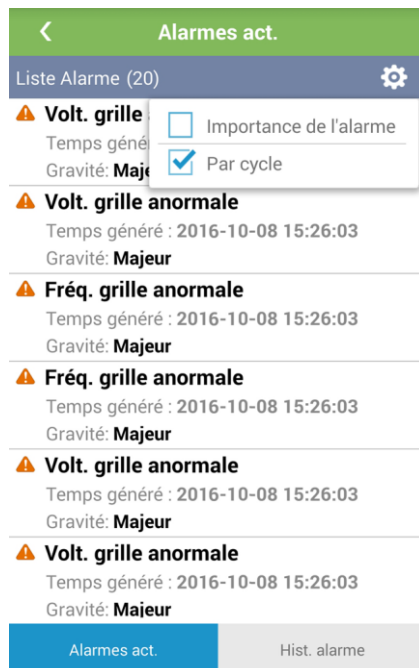 Alarmes act.
Liste Alarme (20)
Volt. grille
Importance de l'alarme
Temps géné
Par cycle
Gravité: Maje
Volt. grille anormale
Temps généré : 2016-10-08 15:26:03
Gravité: Majeur
Fréq. grille anormale
Temps généré : 2016-10-08 15:26:03
Gravité: Majeur
Fréq. grille anormale
Temps généré : 2016-10-08 15:26:03
Gravité: Majeur
Volt. grille anormale
Temps généré : 2016-10-08 15:26:03
Gravité: Majeur
Volt. grille anormale
Temps généré : 2016-10-08 15:26:03
Gravité: Majeur
Alarmes act.
Hist. alarme